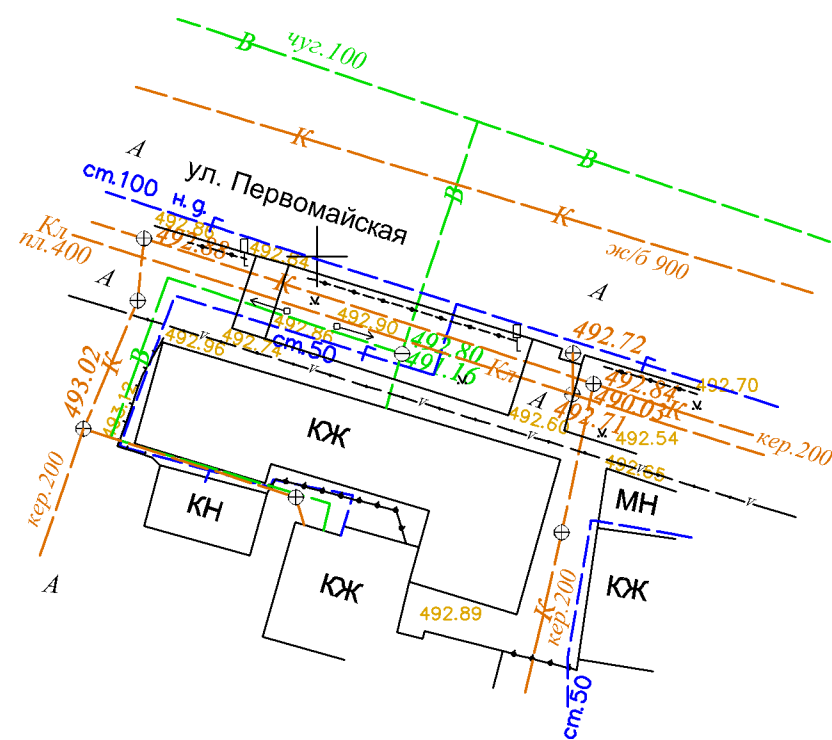 В
чуг.100
В
К
А
ст.100
н.д.
ул. Первомайская
В
К
ж/б 900
Кл
пл.400
492.80
492.88
492.84
К
А
А
492.90
492.86
492.96
492.74
ст.50
492.80
491.16
Кл
492.72
492.84
490.03
К
492.70
А
492.71
492.60
492.54
кер.200
492.65
В
К
493.02
493.12
v
v
v
v
v
v
КЖ
КН
КЖ
МН
КЖ
кер.200
А
492.89
К
кер.200
ст.50